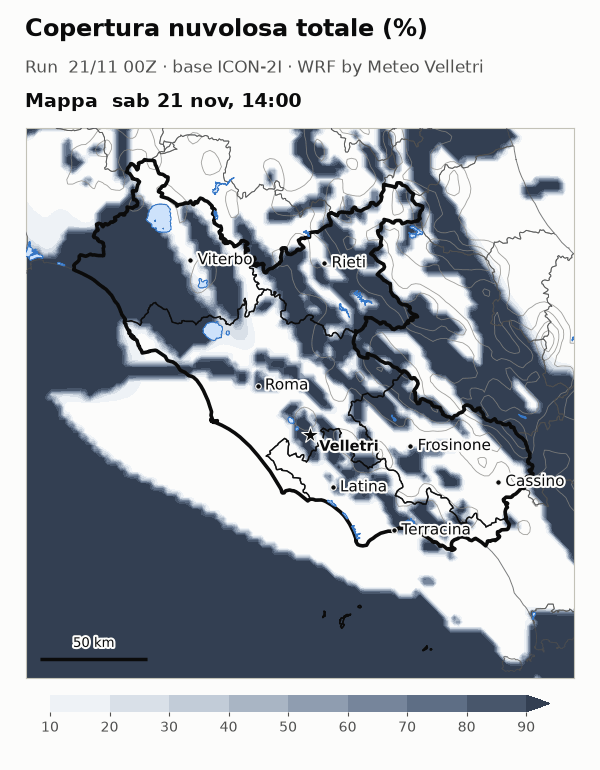 Copertura nuvolosa totale (%)
Run  21/11 00Z · base ICON-2I · WRF by Meteo Velletri
Mappa  sab 21 nov, 14:00
Viterbo
Rieti
Roma
Velletri
Frosinone
Cassino
Latina
Terracina
50 km
10 20 30 40 50 60 70 80 90